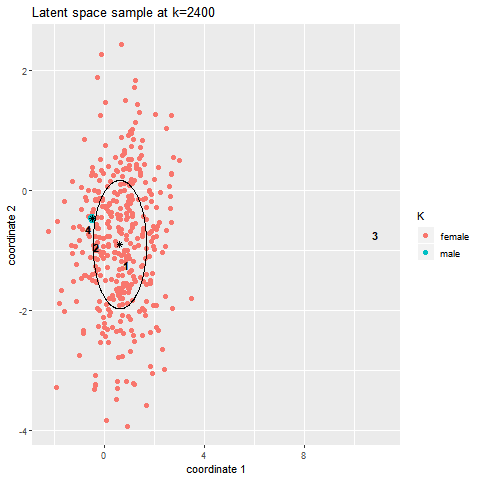 Latent space sample at k=2400
coordinate 2
2
0
-2
-4
4
2
1
3
0
4
8
coordinate 1
K
female
male